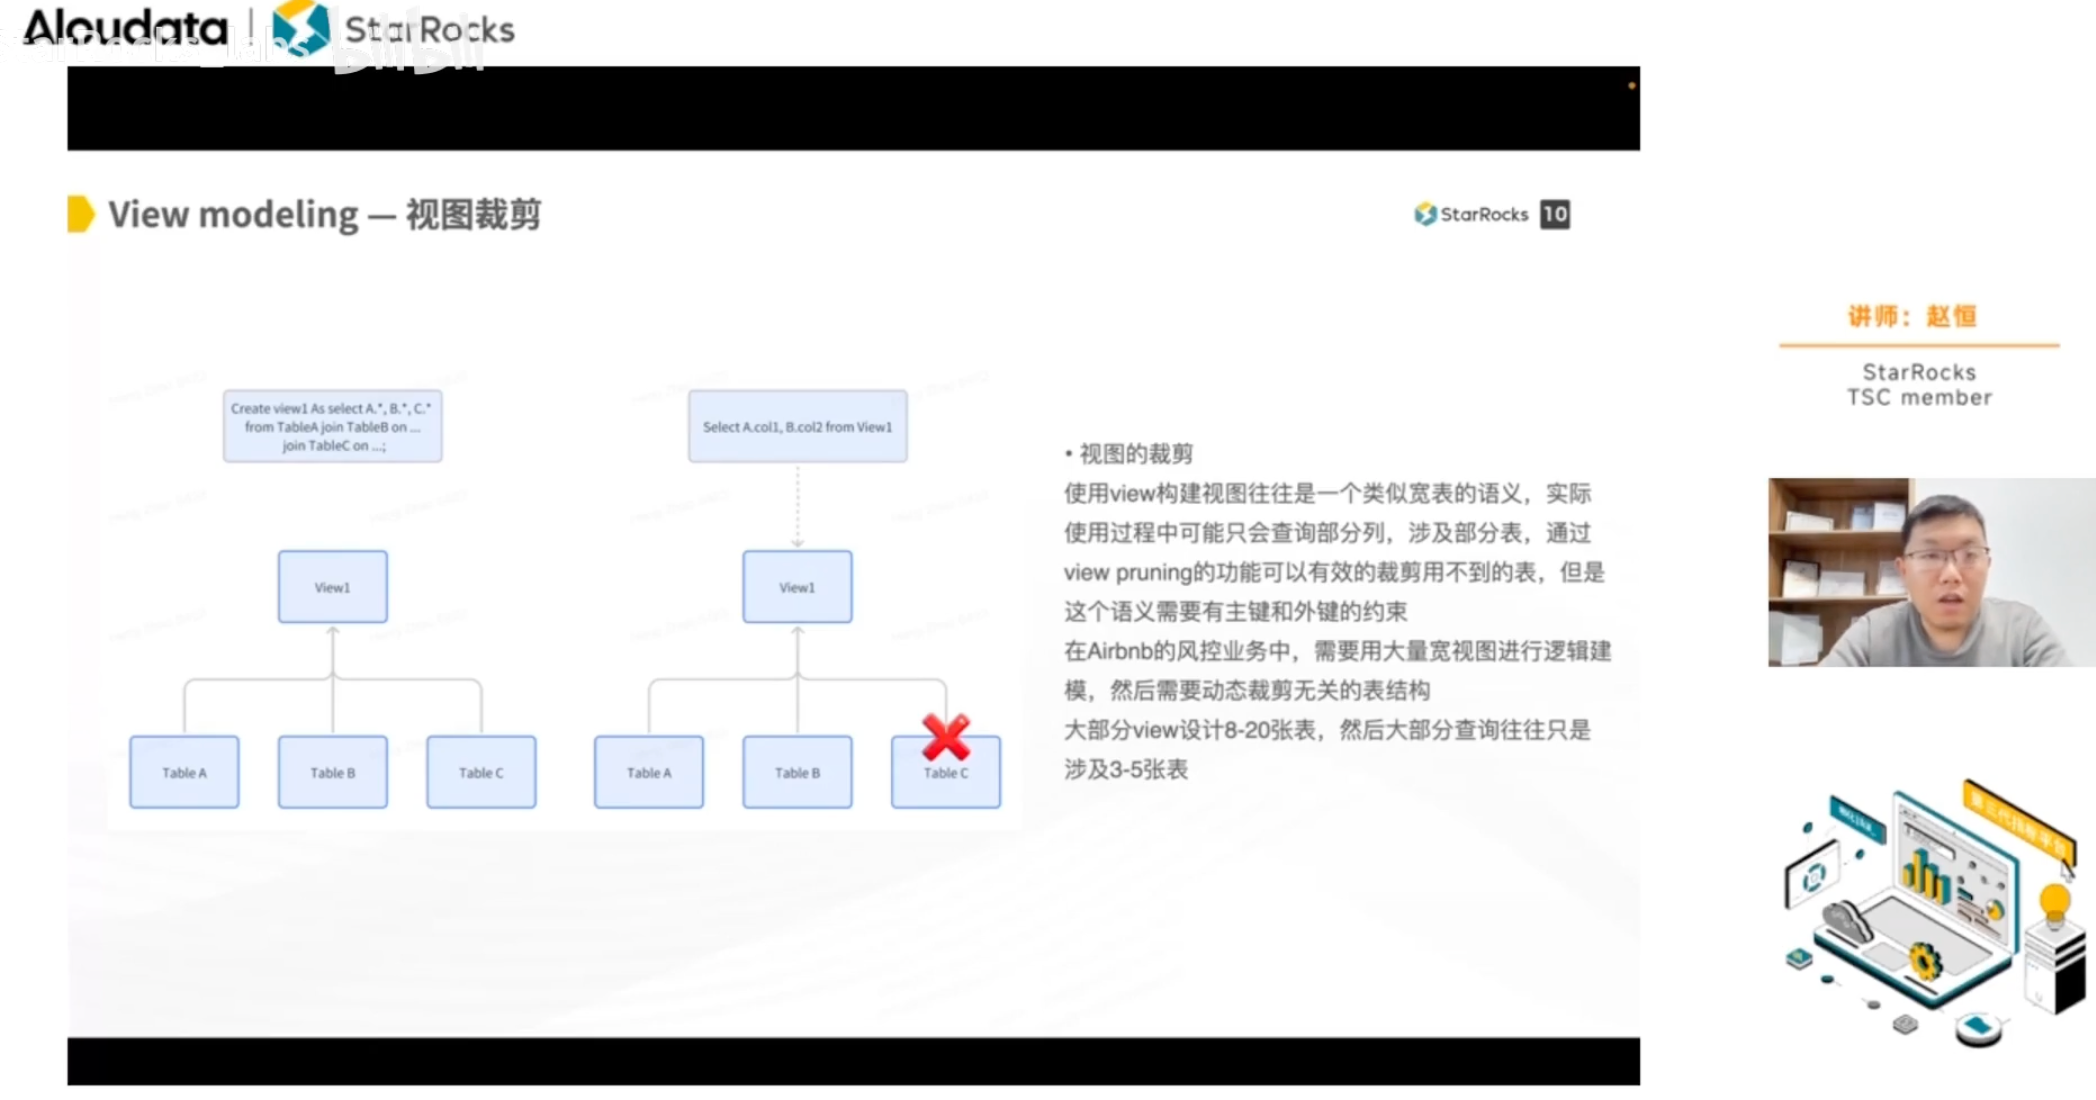 Aloudata | StarRocks
StarRocks_labs bilibili
View modeling — 视图裁剪
StarRocks 10
Create view1 As select A.*, B.*, C.*
from TableA join TableB on ...
join TableC on ...;
Select A.col1, B.col2 from View1
View1
View1
Table A
Table B
Table C
Table A
Table B
Table C
• 视图的裁剪
使用view构建视图往往是一个类似宽表的语义，实际
使用过程中可能只会查询部分列，涉及部分表，通过
view pruning的功能可以有效的裁剪用不到的表，但是
这个语义需要有主键和外键的约束
在Airbnb的风控业务中，需要用大量宽视图进行逻辑建
模，然后需要动态裁剪无关的表结构
大部分view设计8-20张表，然后大部分查询往往只是
涉及3-5张表
讲师：赵恒
StarRocks
TSC member
第三代指标平台